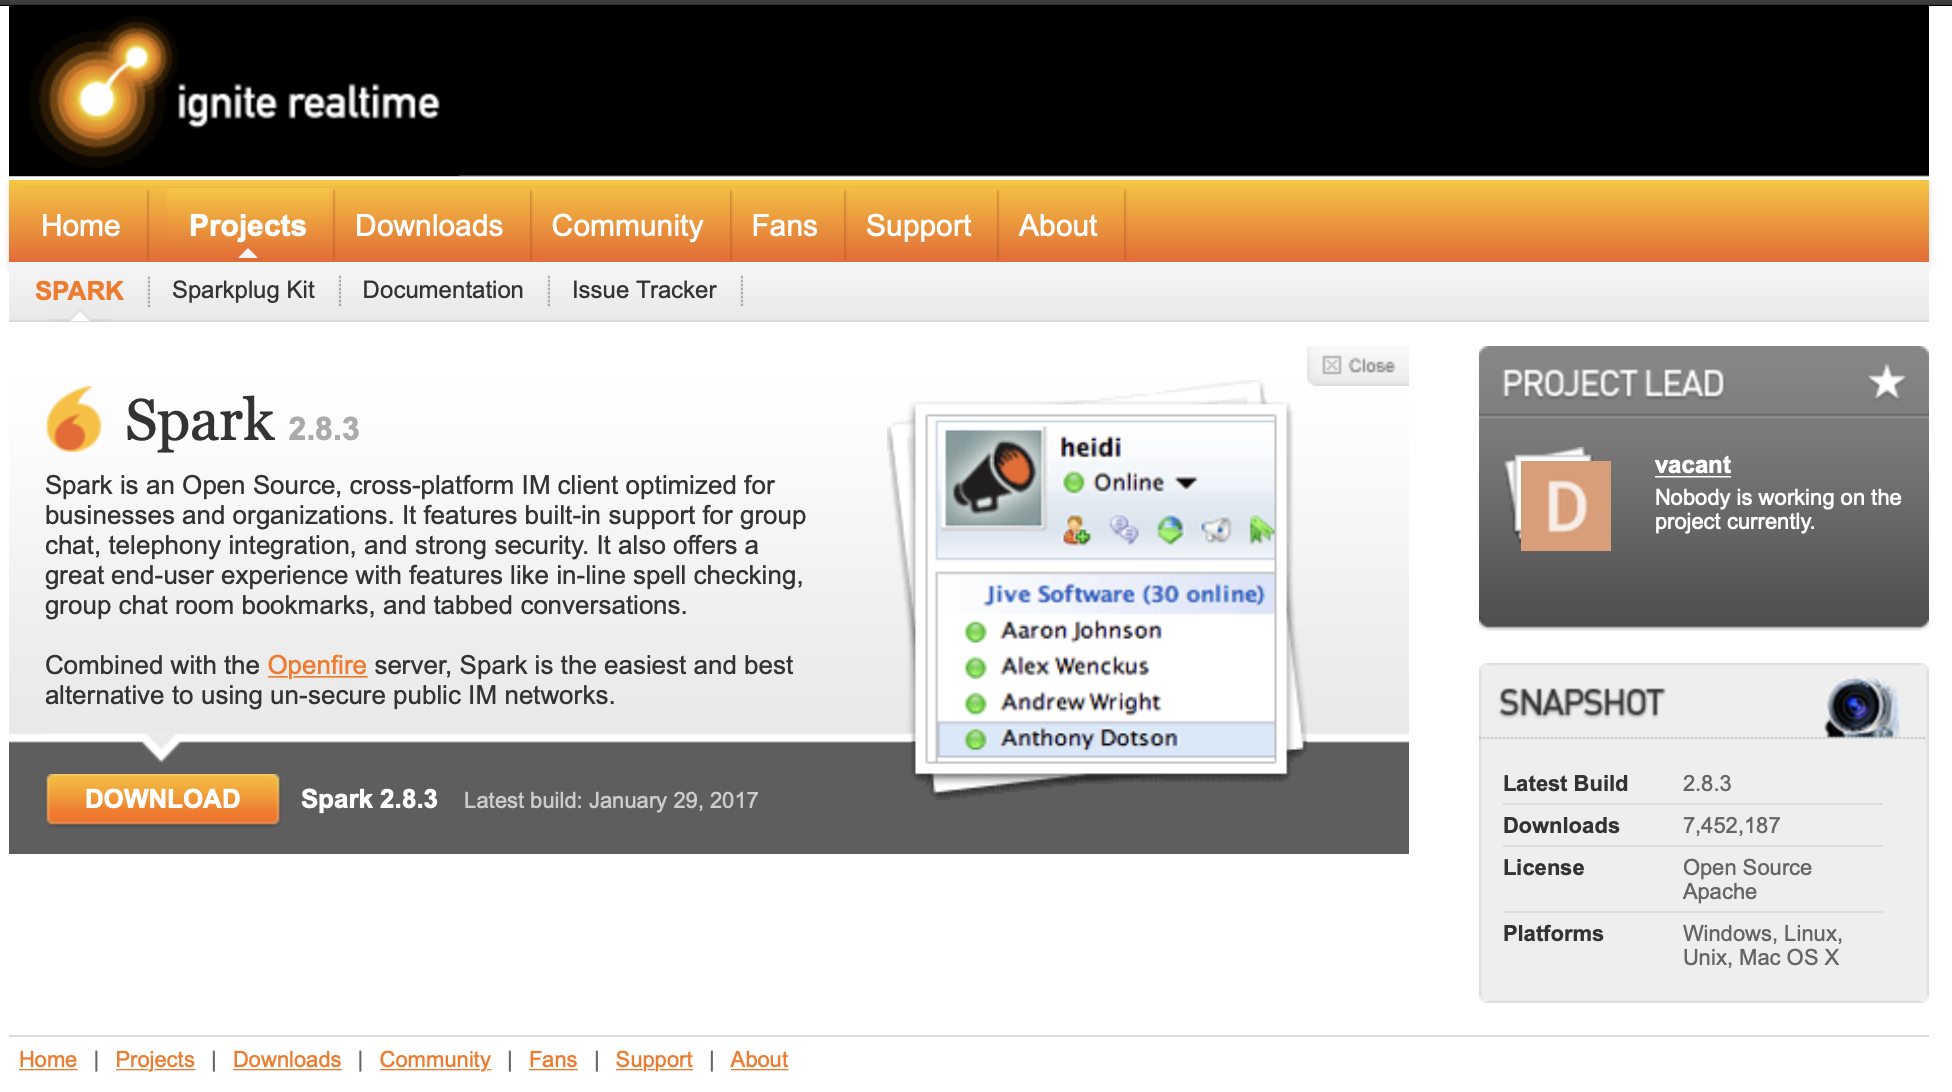 ignite realtime
Home Projects Downloads Community Fans Support About
SPARK Sparkplug Kit Documentation Issue Tracker
Close
Spark 2.8.3
Spark is an Open Source, cross-platform IM client optimized for
businesses and organizations. It features built-in support for group
chat, telephony integration, and strong security. It also offers a
great end-user experience with features like in-line spell checking,
group chat room bookmarks, and tabbed conversations.
Combined with the Openfire server, Spark is the easiest and best
alternative to using un-secure public IM networks.
heidi
Online
Jive Software (30 online)
Aaron Johnson
Alex Wenckus
Andrew Wright
Anthony Dotson
DOWNLOAD Spark 2.8.3 Latest build: January 29, 2017
PROJECT LEAD
D
vacant
Nobody is working on the
project currently.
SNAPSHOT
Latest Build 2.8.3
Downloads 7,452,187
License Open Source
Apache
Platforms Windows, Linux,
Unix, Mac OS X
Home | Projects | Downloads | Community | Fans | Support | About